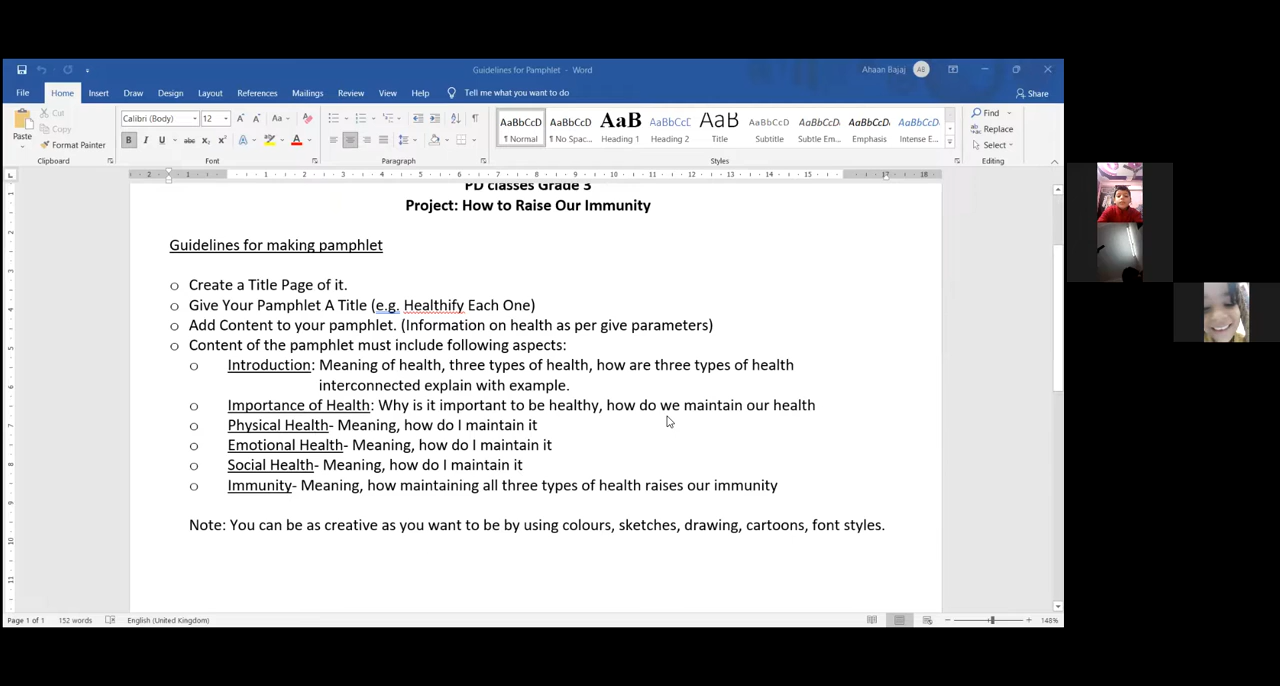 Guidelines for Pamphlet - Word
Ahaan Bajaj AB
File Home Insert Draw Design Layout References Mailings Review View Help Tell me what you want to do Share
Paste
Cut
Copy
Format Painter
Clipboard
Calibri (Body) 12
Font
Paragraph
AaBbCcD AaBbCcD AaB AaBbCcD AaB AaBbCcD AaBbCcD AaBbCcD AaBbCcD
¶ Normal ¶ No Spac... Heading 1 Heading 2 Title Subtitle Subtle Em... Emphasis Intense E...
Styles
Find
Replace
Select
Editing
PD classes Grade 3
Project: How to Raise Our Immunity
Guidelines for making pamphlet
o Create a Title Page of it.
o Give Your Pamphlet A Title (e.g. Healthify Each One)
o Add Content to your pamphlet. (Information on health as per give parameters)
o Content of the pamphlet must include following aspects:
o Introduction: Meaning of health, three types of health, how are three types of health
interconnected explain with example.
o Importance of Health: Why is it important to be healthy, how do we maintain our health
o Physical Health- Meaning, how do I maintain it
o Emotional Health- Meaning, how do I maintain it
o Social Health- Meaning, how do I maintain it
o Immunity- Meaning, how maintaining all three types of health raises our immunity
Note: You can be as creative as you want to be by using colours, sketches, drawing, cartoons, font styles.
Page 1 of 1 152 words English (United Kingdom) 148%